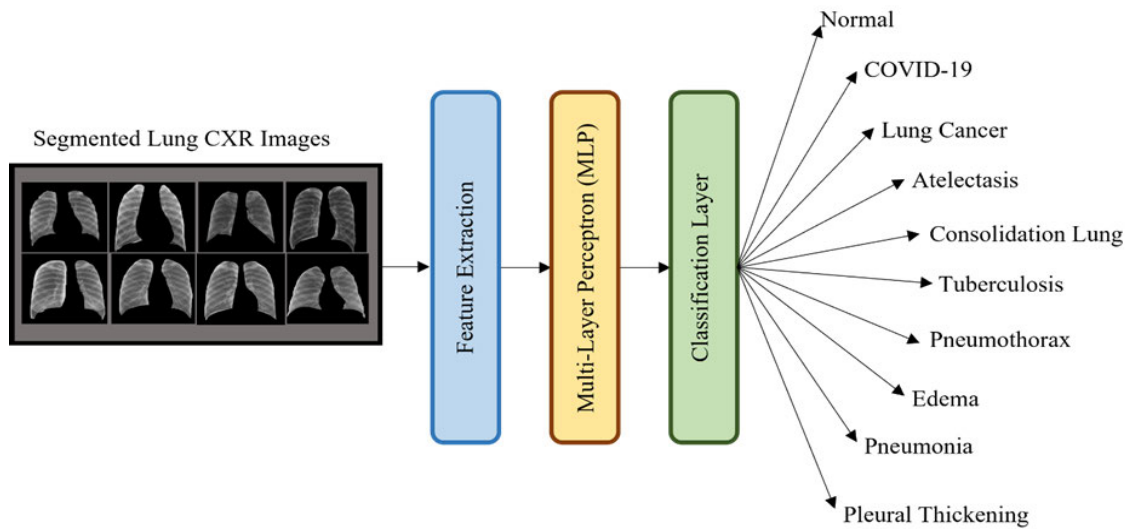 Segmented Lung CXR Images
Feature Extraction
Multi-Layer Perceptron (MLP)
Classification Layer
Normal
COVID-19
Lung Cancer
Atelectasis
Consolidation Lung
Tuberculosis
Pneumothorax
Edema
Pneumonia
Pleural Thickening